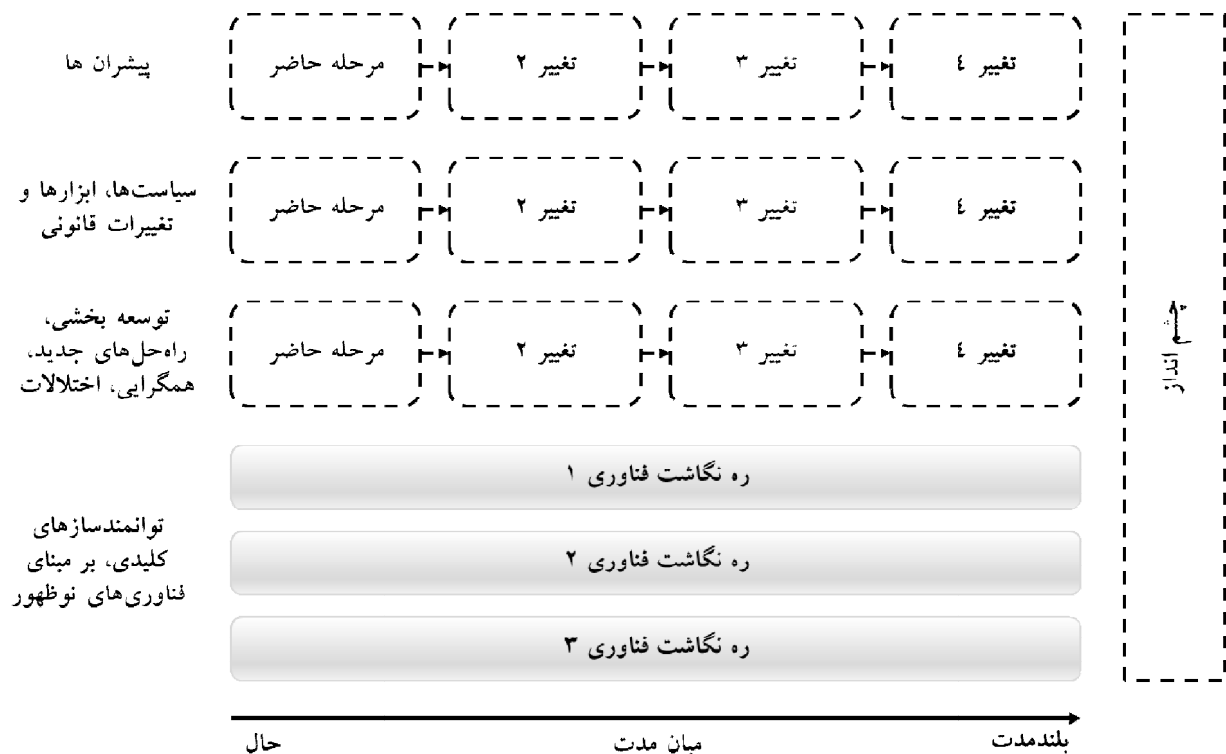 پیشران ها
مرحله حاضر
تغییر ۲
تغییر ۳
تغییر ٤
سیاست‌ها، ابزارها و
تغییرات قانونی
مرحله حاضر
تغییر ۲
تغییر ۳
تغییر ٤
توسعه بخشی،
راه‌حل‌های جدید،
همگرایی، اختلالات
مرحله حاضر
تغییر ۲
تغییر ۳
تغییر ٤
چشم انداز
توانمندسازهای
کلیدی، بر مبنای
فناوری‌های نوظهور
ره نگاشت فناوری ۱
ره نگاشت فناوری ۲
ره نگاشت فناوری ۳
حال
میان مدت
بلندمدت